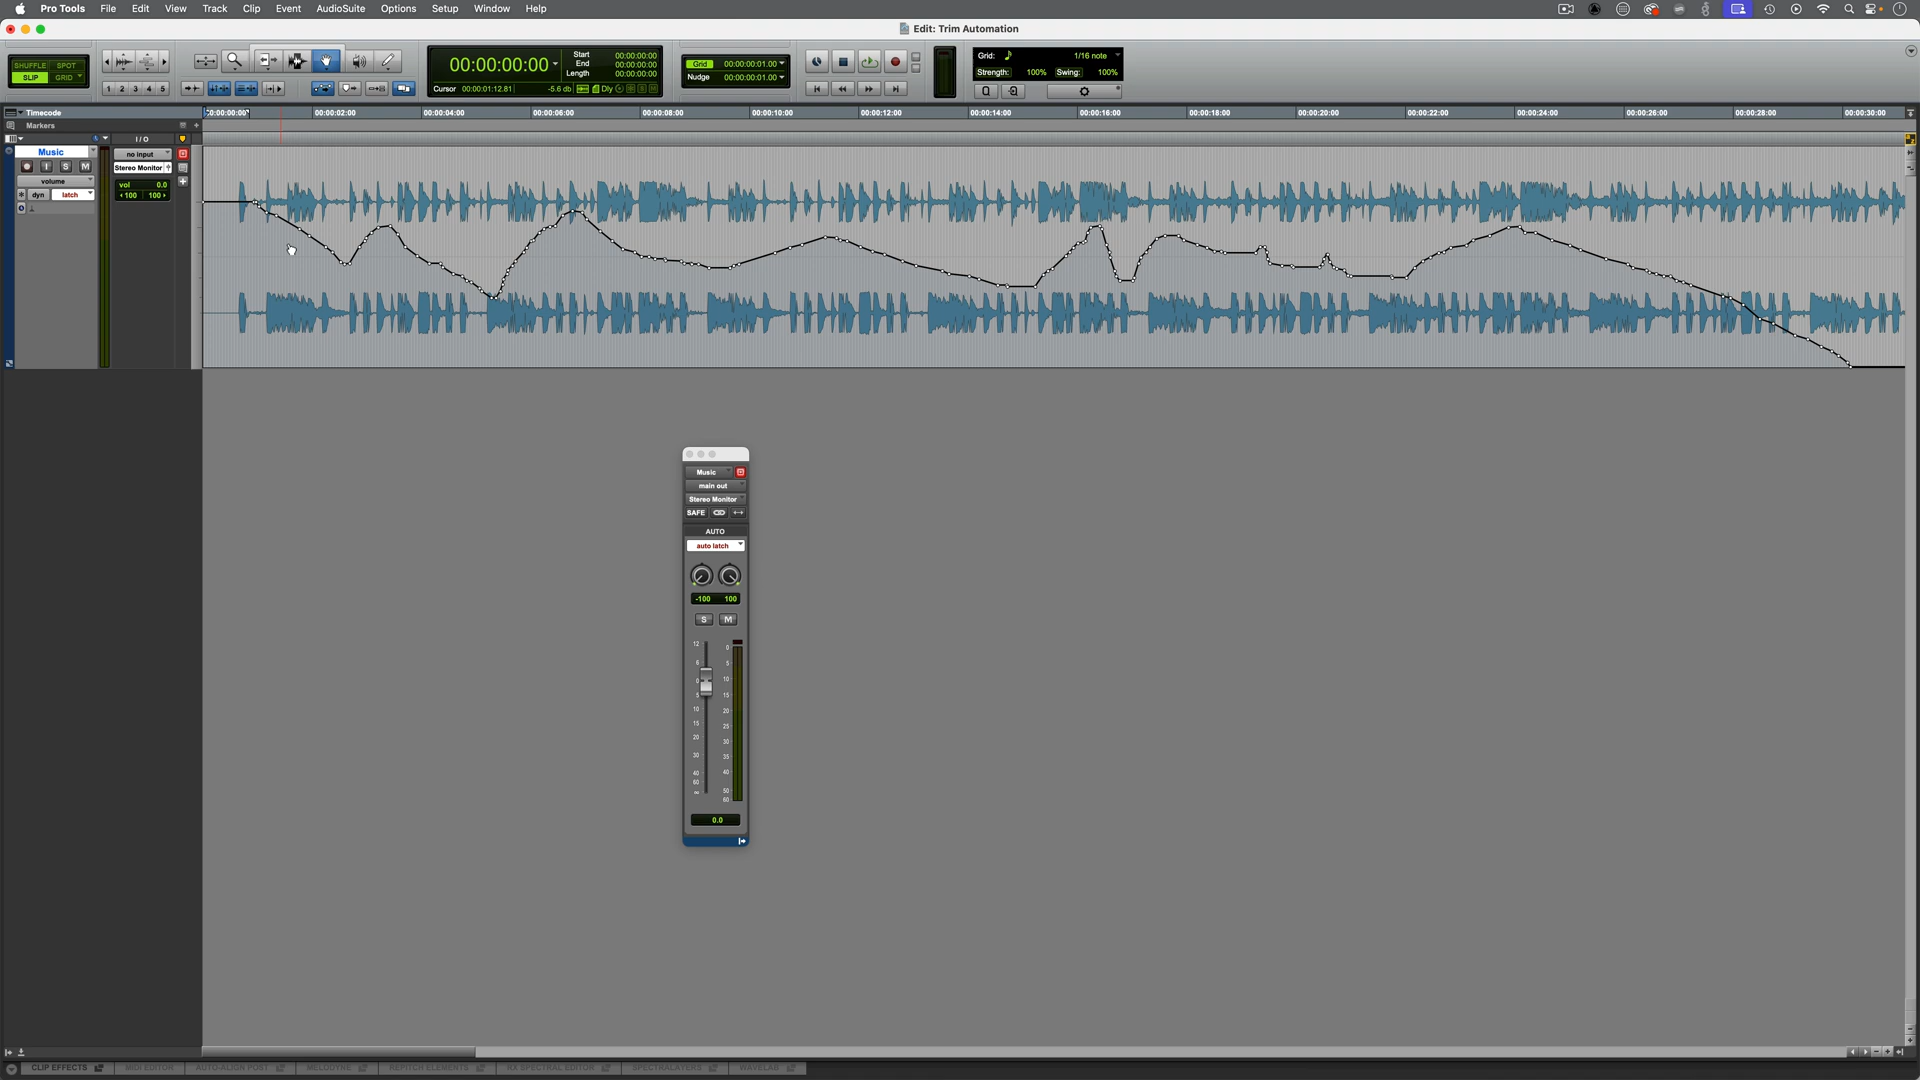 Pro Tools File Edit View Track Clip Event AudioSuite Options Setup Window Help
Edit: Trim Automation
SHUFFLE SPOT
SLIP GRID
1 2 3 4 5
00:00:00:00
Start 00:00:00:00
End 00:00:00:00
Length 00:00:00:00
Cursor 00:00:01:12.81 -5.6 db Dly
Grid 00:00:00:01.00
Nudge 00:00:00:01.00
Grid: 1/16 note
Strength: 100% Swing: 100%
Timecode
00:00:00:00 00:00:02:00 00:00:04:00 00:00:06:00 00:00:08:00 00:00:10:00 00:00:12:00 00:00:14:00 00:00:16:00 00:00:18:00 00:00:20:00 00:00:22:00 00:00:24:00 00:00:26:00 00:00:28:00 00:00:30:00
Markers
I / O
Music
no input
I S M
Stereo Monitor
volume
vol 0.0
dyn latch
100 100
Music
main out
Stereo Monitor
SAFE
AUTO
auto latch
-100 100
S M
12
6
0
5
10
15
20
30
40
60
∞
0
5
10
15
20
25
30
35
40
50
60
0.0
CLIP EFFECTS MIDI EDITOR AUTO-ALIGN POST MELODYNE REPITCH ELEMENTS RX SPECTRAL EDITOR SPECTRALAYERS WAVELAB